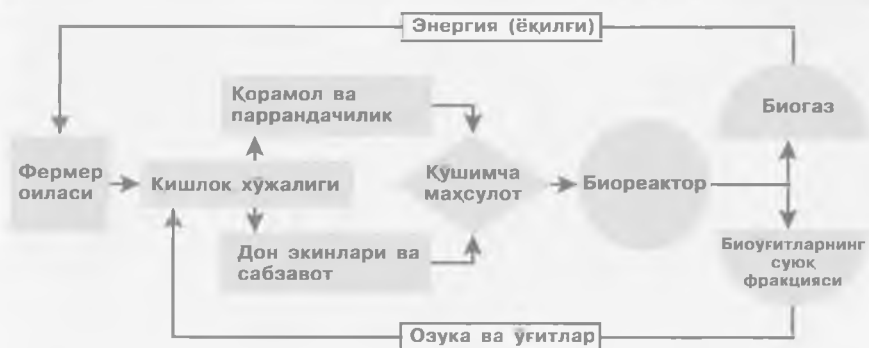 Энергия (ёқилғи)
Қорамол ва
паррандачилик
Биогаз
Фермер
оиласи
Кишлок хўжалиги
Қўшимча
маҳсулот
Биореактор
Дон экинлари ва
сабзавот
Биоўғитларнинг
суюқ
фракцияси
Озука ва ўғитлар